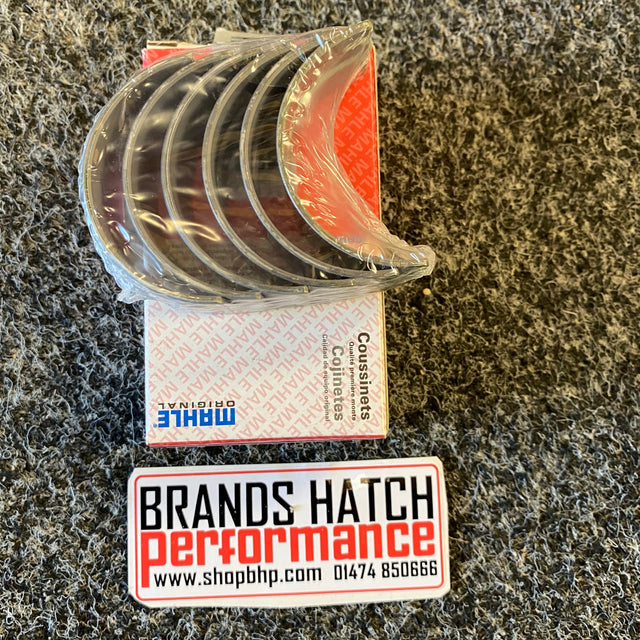 Coussinets
Qualité première monte
Cojinetes
Calidad de equipo original
MAHLE
ORIGINAL
BRANDS HATCH
performance
www.shopbhp.com 01474 850666